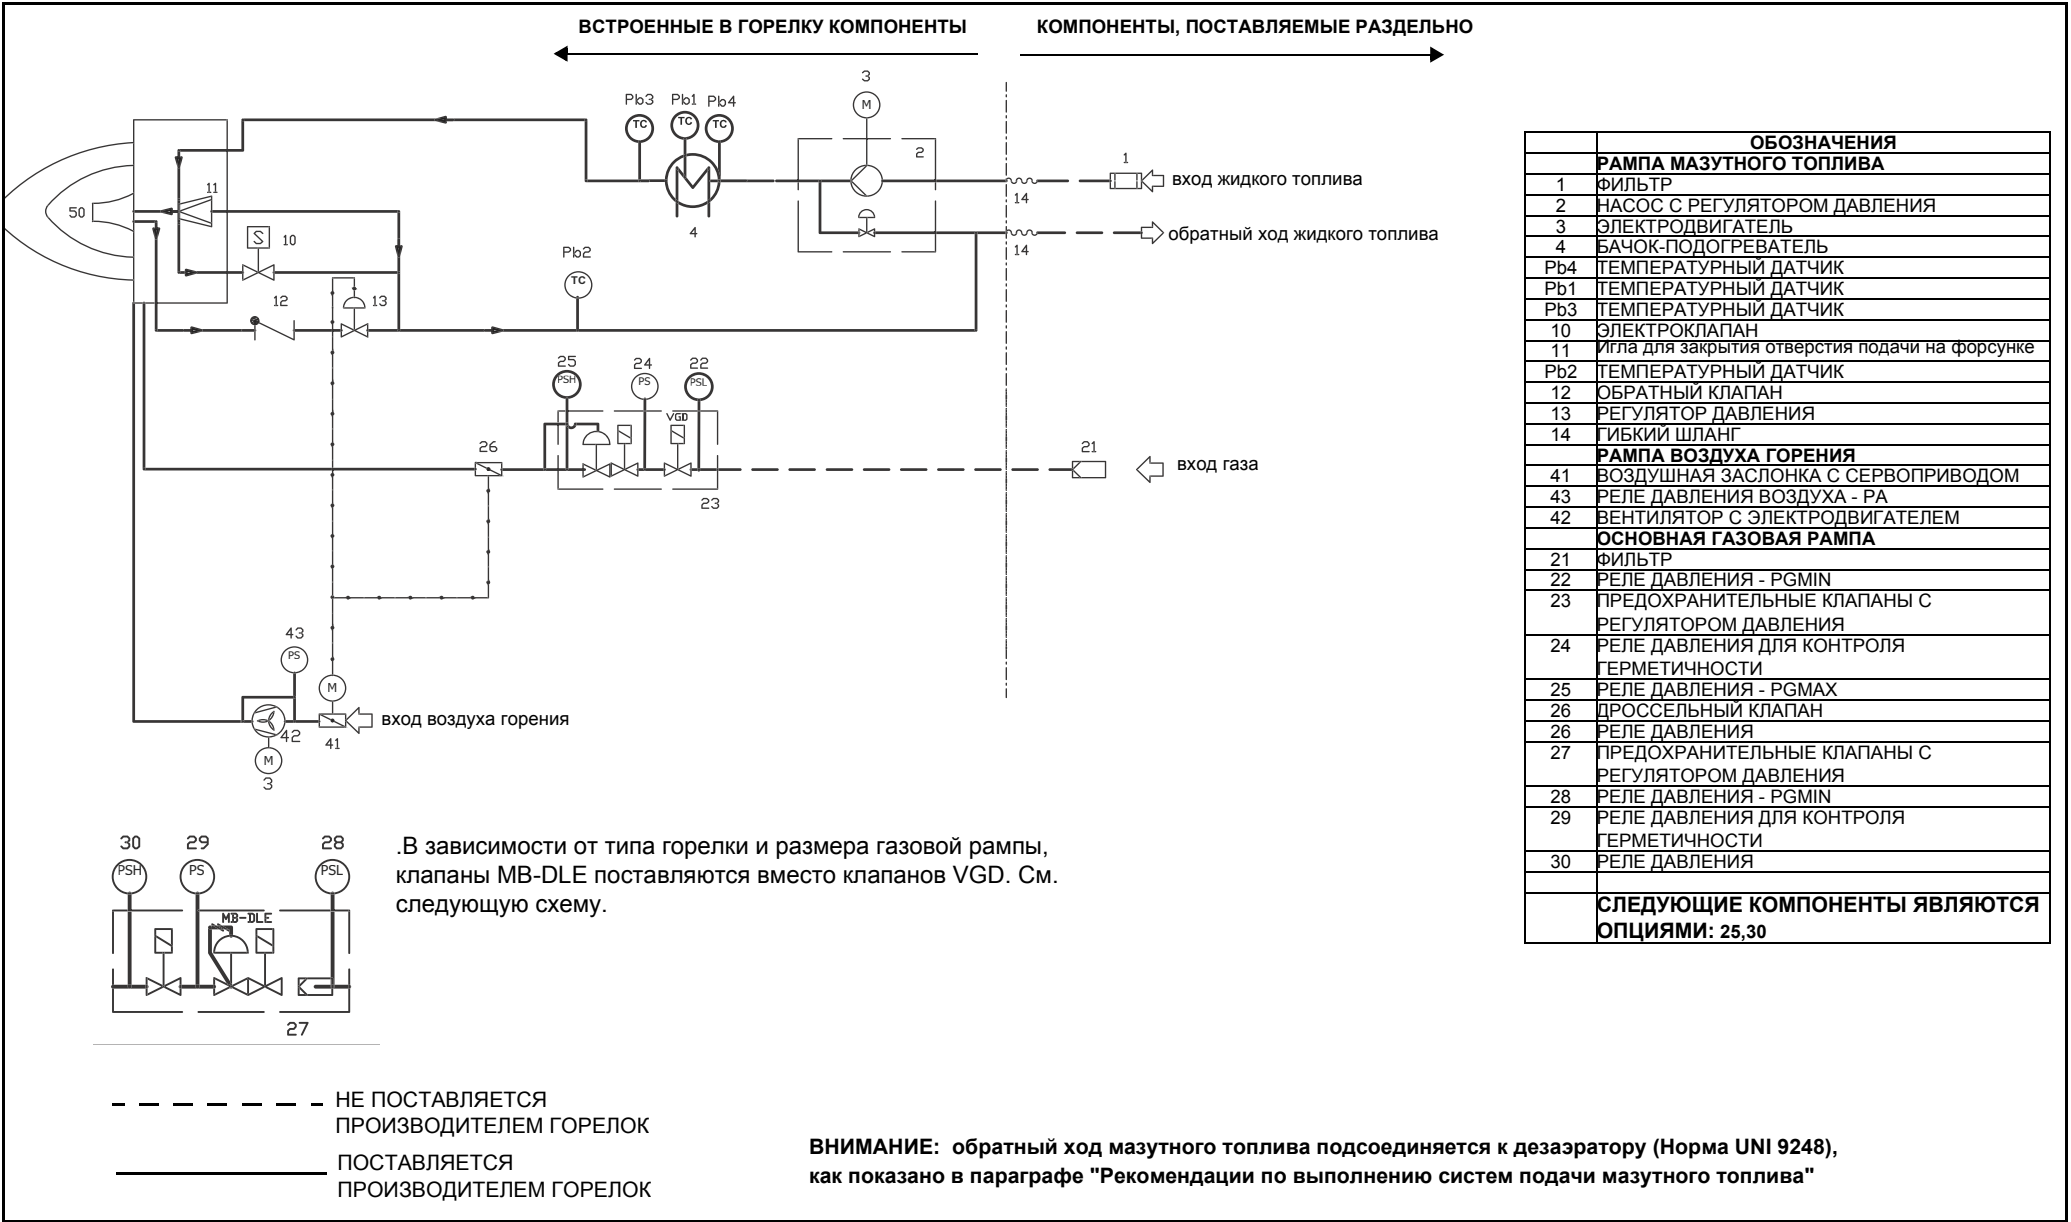 ВСТРОЕННЫЕ В ГОРЕЛКУ КОМПОНЕНТЫ
КОМПОНЕНТЫ, ПОСТАВЛЯЕМЫЕ РАЗДЕЛЬНО
3
M
Pb3 Pb1 Pb4
TC TC TC
2
1
вход жидкого топлива
14
4
обратный ход жидкого топлива
14
11
50
S
10
Pb2
TC
12
13
25
24
22
PSH
PS
PSL
VGD
26
21
вход газа
23
43
PS
M
вход воздуха горения
42
41
M
3
30
29
28
PSH
PS
PSL
MB-DLE
27
.В зависимости от типа горелки и размера газовой рампы,
клапаны MB-DLE поставляются вместо клапанов VGD. См.
следующую схему.
НЕ ПОСТАВЛЯЕТСЯ
ПРОИЗВОДИТЕЛЕМ ГОРЕЛОК
ПОСТАВЛЯЕТСЯ
ПРОИЗВОДИТЕЛЕМ ГОРЕЛОК
ВНИМАНИЕ: обратный ход мазутного топлива подсоединяется к дезаэратору (Норма UNI 9248),
как показано в параграфе "Рекомендации по выполнению систем подачи мазутного топлива"
ОБОЗНАЧЕНИЯ
РАМПА МАЗУТНОГО ТОПЛИВА
1 ФИЛЬТР
2 НАСОС С РЕГУЛЯТОРОМ ДАВЛЕНИЯ
3 ЭЛЕКТРОДВИГАТЕЛЬ
4 БАЧОК-ПОДОГРЕВАТЕЛЬ
Pb4 ТЕМПЕРАТУРНЫЙ ДАТЧИК
Pb1 ТЕМПЕРАТУРНЫЙ ДАТЧИК
Pb3 ТЕМПЕРАТУРНЫЙ ДАТЧИК
10 ЭЛЕКТРОКЛАПАН
11 Игла для закрытия отверстия подачи на форсунке
Pb2 ТЕМПЕРАТУРНЫЙ ДАТЧИК
12 ОБРАТНЫЙ КЛАПАН
13 РЕГУЛЯТОР ДАВЛЕНИЯ
14 ГИБКИЙ ШЛАНГ
РАМПА ВОЗДУХА ГОРЕНИЯ
41 ВОЗДУШНАЯ ЗАСЛОНКА С СЕРВОПРИВОДОМ
43 РЕЛЕ ДАВЛЕНИЯ ВОЗДУХА - PA
42 ВЕНТИЛЯТОР С ЭЛЕКТРОДВИГАТЕЛЕМ
ОСНОВНАЯ ГАЗОВАЯ РАМПА
21 ФИЛЬТР
22 РЕЛЕ ДАВЛЕНИЯ - PGMIN
23 ПРЕДОХРАНИТЕЛЬНЫЕ КЛАПАНЫ С
РЕГУЛЯТОРОМ ДАВЛЕНИЯ
24 РЕЛЕ ДАВЛЕНИЯ ДЛЯ КОНТРОЛЯ
ГЕРМЕТИЧНОСТИ
25 РЕЛЕ ДАВЛЕНИЯ - PGMAX
26 ДРОССЕЛЬНЫЙ КЛАПАН
26 РЕЛЕ ДАВЛЕНИЯ
27 ПРЕДОХРАНИТЕЛЬНЫЕ КЛАПАНЫ С
РЕГУЛЯТОРОМ ДАВЛЕНИЯ
28 РЕЛЕ ДАВЛЕНИЯ - PGMIN
29 РЕЛЕ ДАВЛЕНИЯ ДЛЯ КОНТРОЛЯ
ГЕРМЕТИЧНОСТИ
30 РЕЛЕ ДАВЛЕНИЯ
СЛЕДУЮЩИЕ КОМПОНЕНТЫ ЯВЛЯЮТСЯ
ОПЦИЯМИ: 25,30